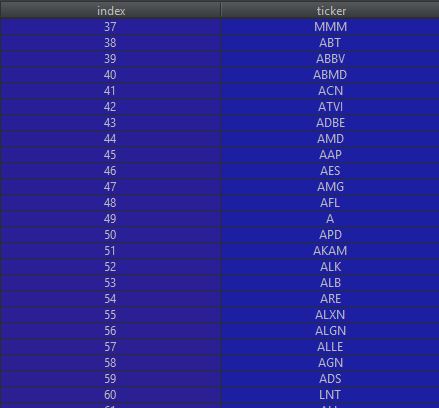 index ticker
37 MMM
38 ABT
39 ABBV
40 ABMD
41 ACN
42 ATVI
43 ADBE
44 AMD
45 AAP
46 AES
47 AMG
48 AFL
49 A
50 APD
51 AKAM
52 ALK
53 ALB
54 ARE
55 ALXN
56 ALGN
57 ALLE
58 AGN
59 ADS
60 LNT